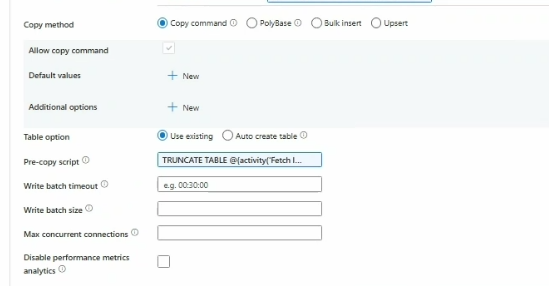 Copy method Copy command PolyBase Bulk insert Upsert
Allow copy command
Default values + New
Additional options + New
Table option Use existing Auto create table
Pre-copy script TRUNCATE TABLE @{activity('Fetch I...
Write batch timeout e.g. 00:30:00
Write batch size
Max concurrent connections
Disable performance metrics
analytics